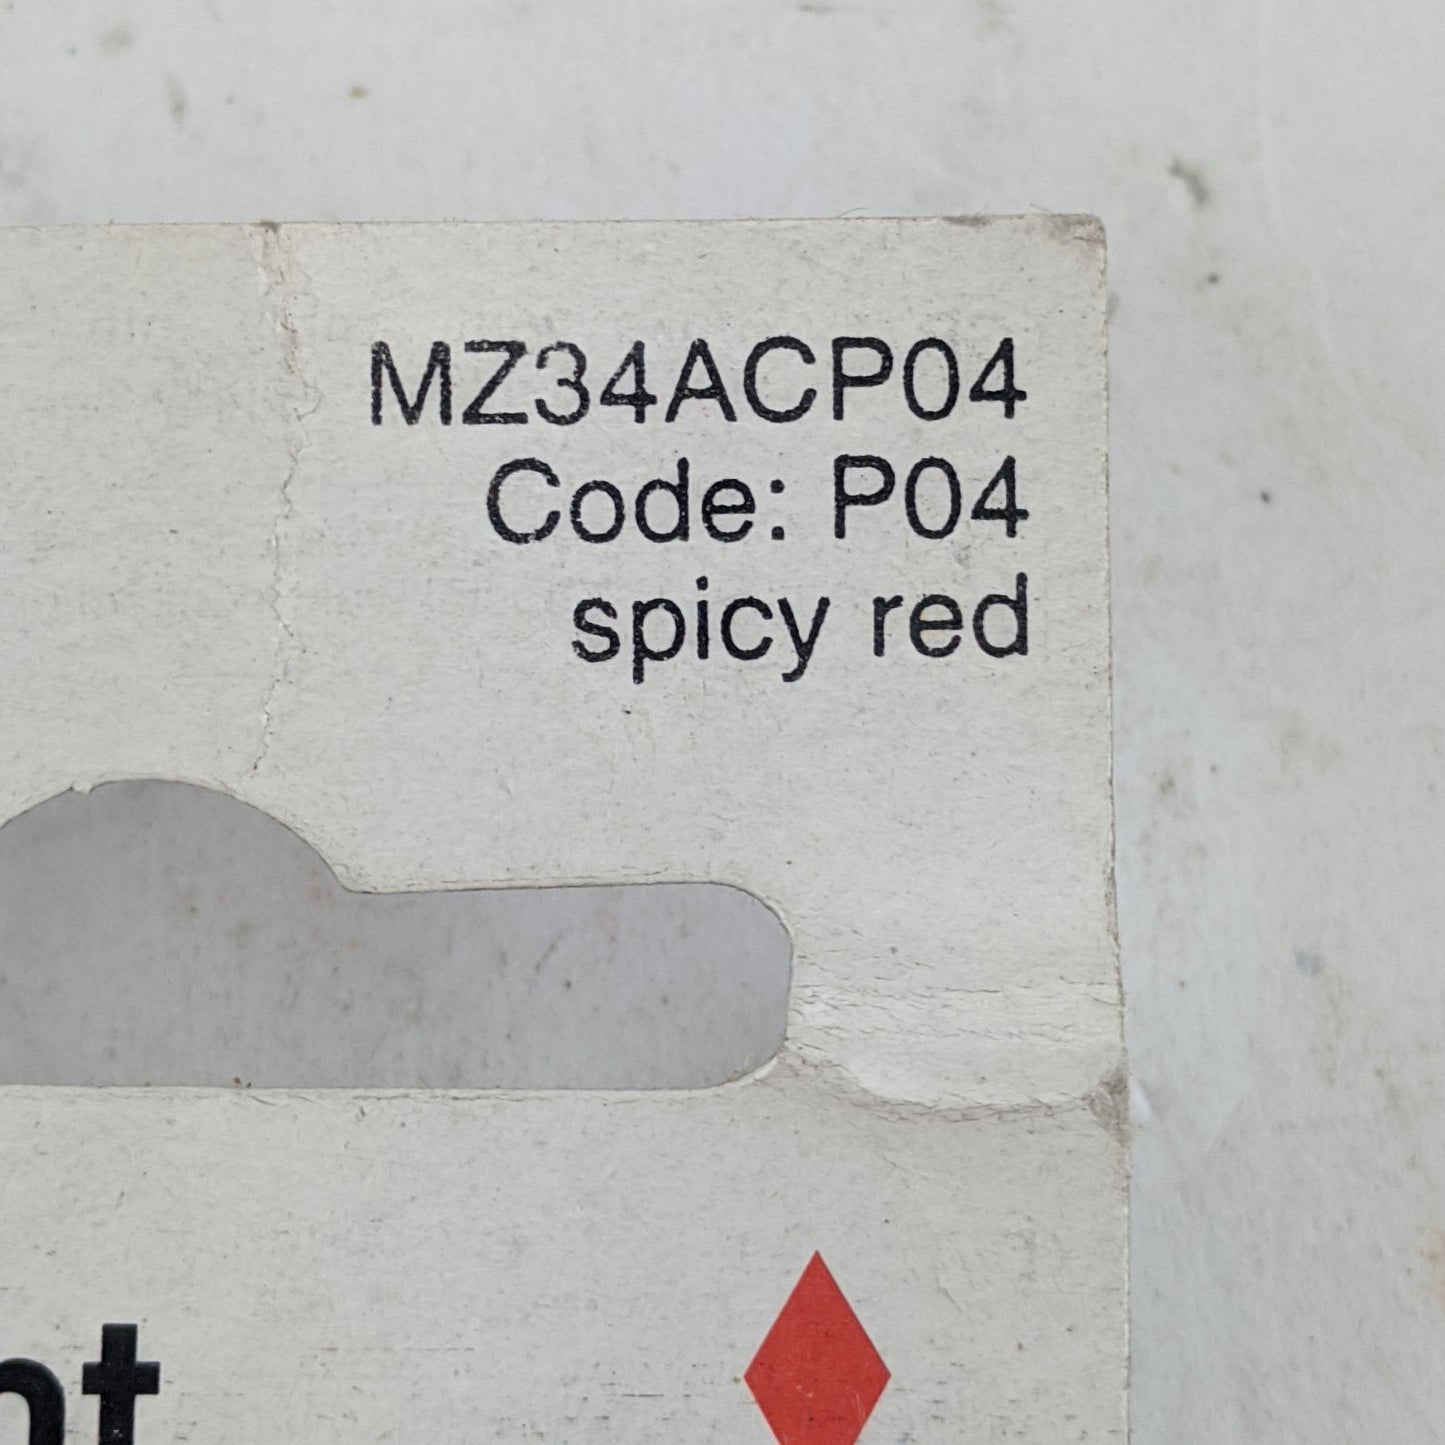 MZ34ACP04
Code: P04
spicy red